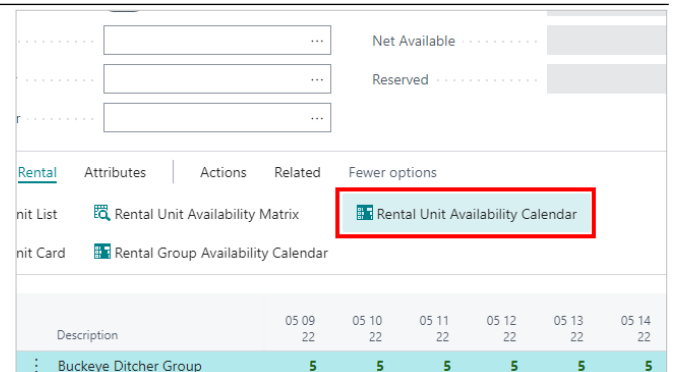 Net Available
Reserved
r
Rental Attributes Actions Related Fewer options
nit List Rental Unit Availability Matrix Rental Unit Availability Calendar
nit Card Rental Group Availability Calendar
05 09 05 10 05 11 05 12 05 13 05 14
Description 22 22 22 22 22 22
Buckeye Ditcher Group 5 5 5 5 5 5